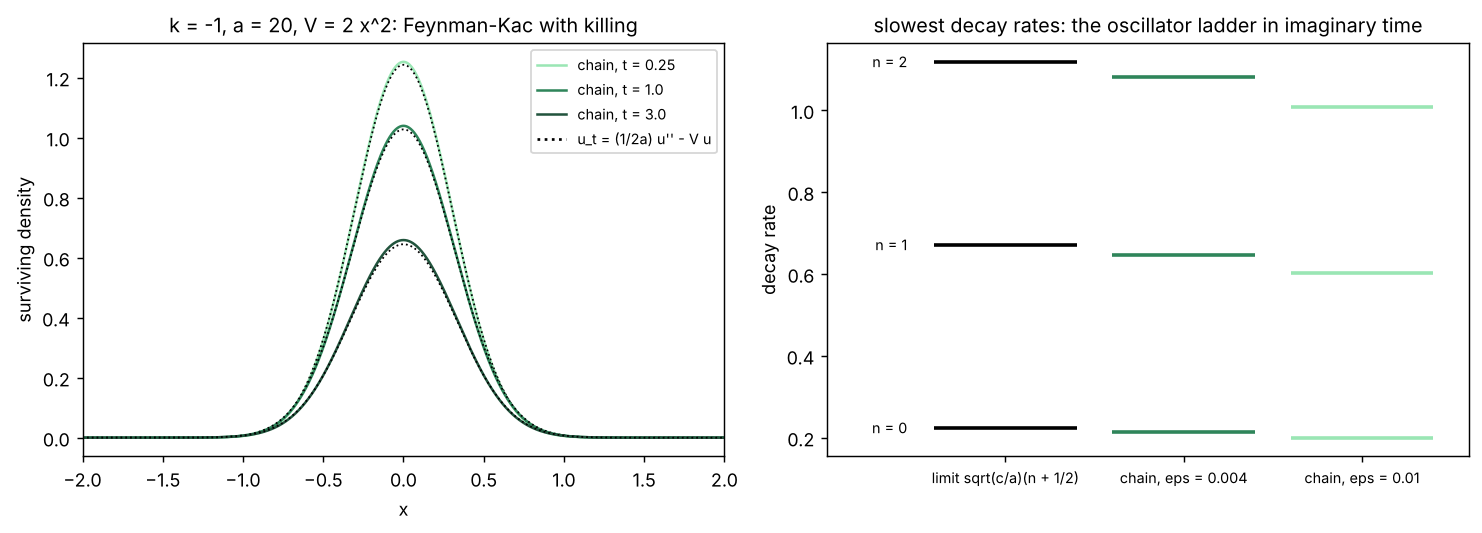 k = -1, a = 20, V = 2 x^2: Feynman-Kac with killing
surviving density
1.2
1.0
0.8
0.6
0.4
0.2
0.0
chain, t = 0.25
chain, t = 1.0
chain, t = 3.0
u_t = (1/2a) u'' - V u
−2.0 −1.5 −1.0 −0.5 0.0 0.5 1.0 1.5 2.0
x
slowest decay rates: the oscillator ladder in imaginary time
decay rate
1.0
0.8
0.6
0.4
0.2
n = 2
n = 1
n = 0
limit sqrt(c/a)(n + 1/2) chain, eps = 0.004 chain, eps = 0.01